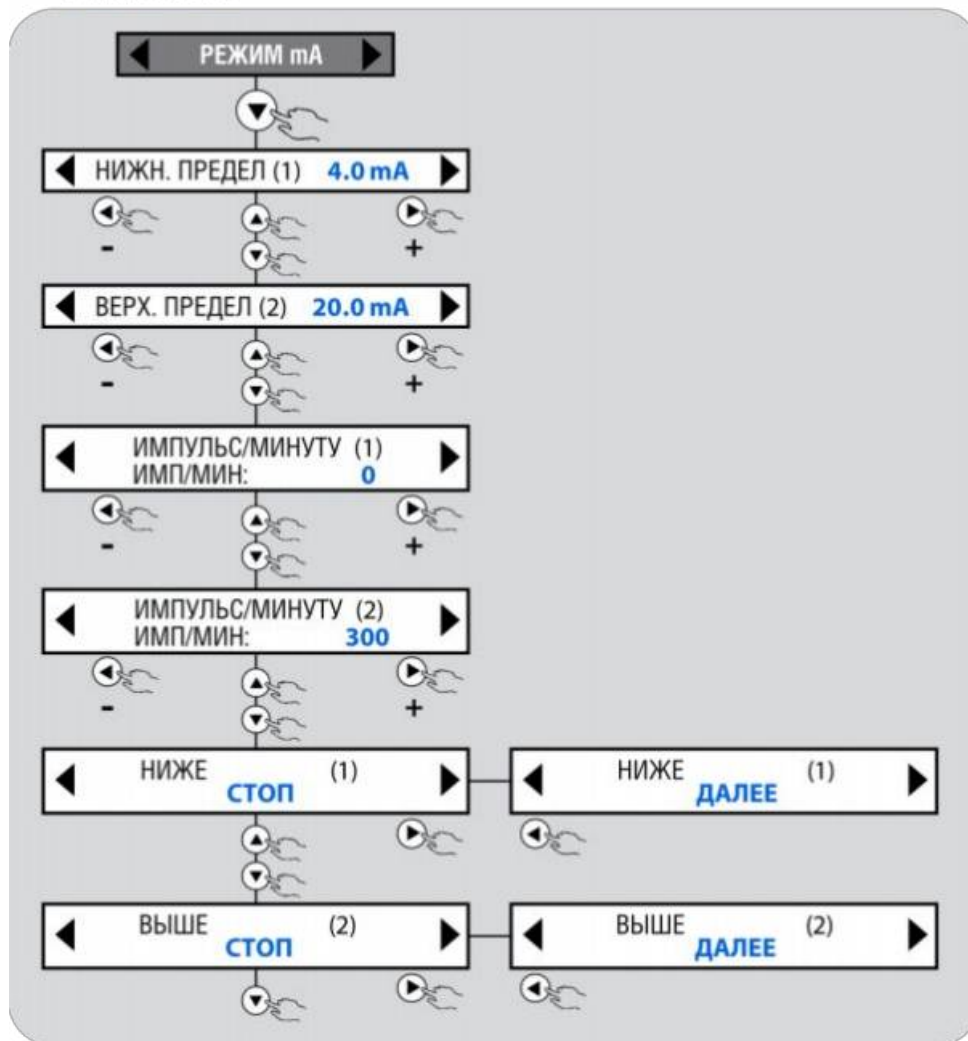 РЕЖИМ mA
НИЖН. ПРЕДЕЛ (1) 4.0 mA
- +
ВЕРХ. ПРЕДЕЛ (2) 20.0 mA
- +
ИМПУЛЬС/МИНУТУ (1)
ИМП/МИН: 0
- +
ИМПУЛЬС/МИНУТУ (2)
ИМП/МИН: 300
- +
НИЖЕ (1)
СТОП
НИЖЕ (1)
ДАЛЕЕ
ВЫШЕ (2)
СТОП
ВЫШЕ (2)
ДАЛЕЕ